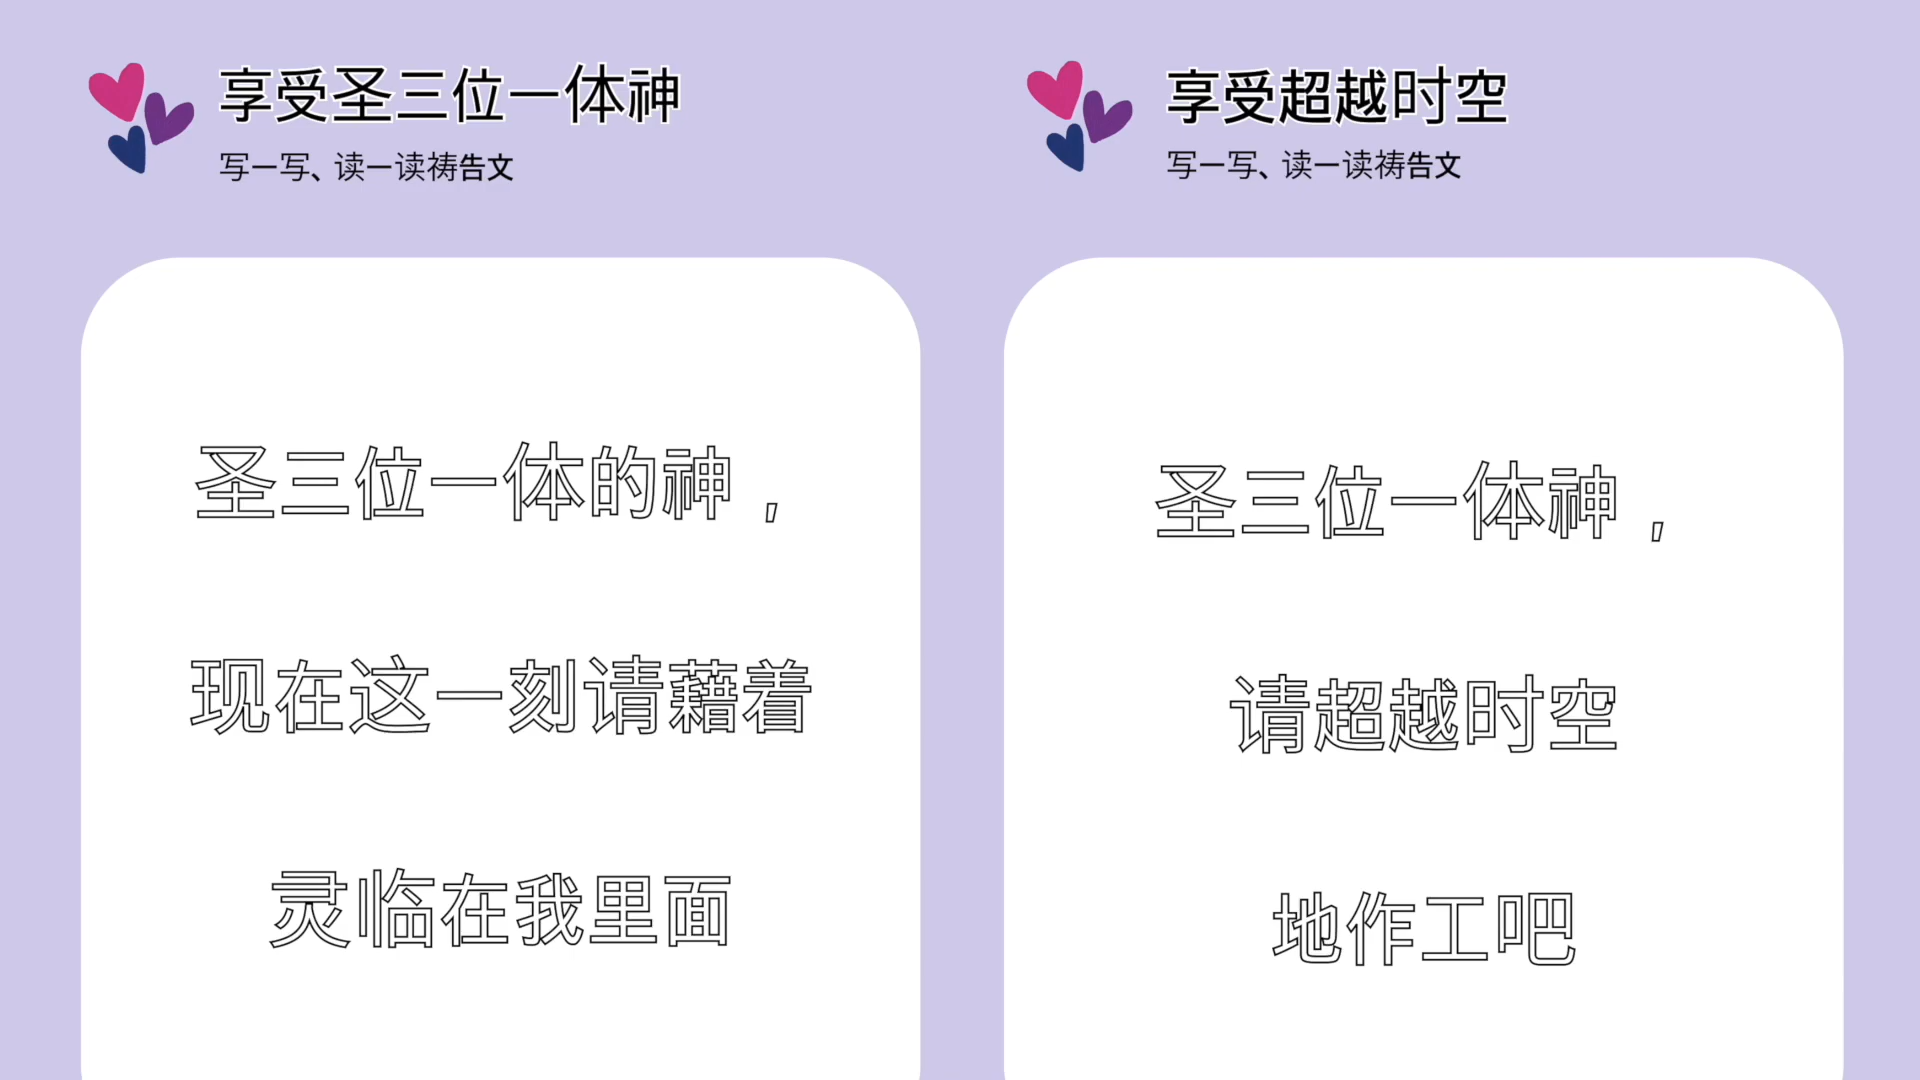 享受圣三位一体神
写一写、读一读祷告文
圣三位一体的神，
现在这一刻请藉着
灵临在我里面
享受超越时空
写一写、读一读祷告文
圣三位一体神，
请超越时空
地作工吧